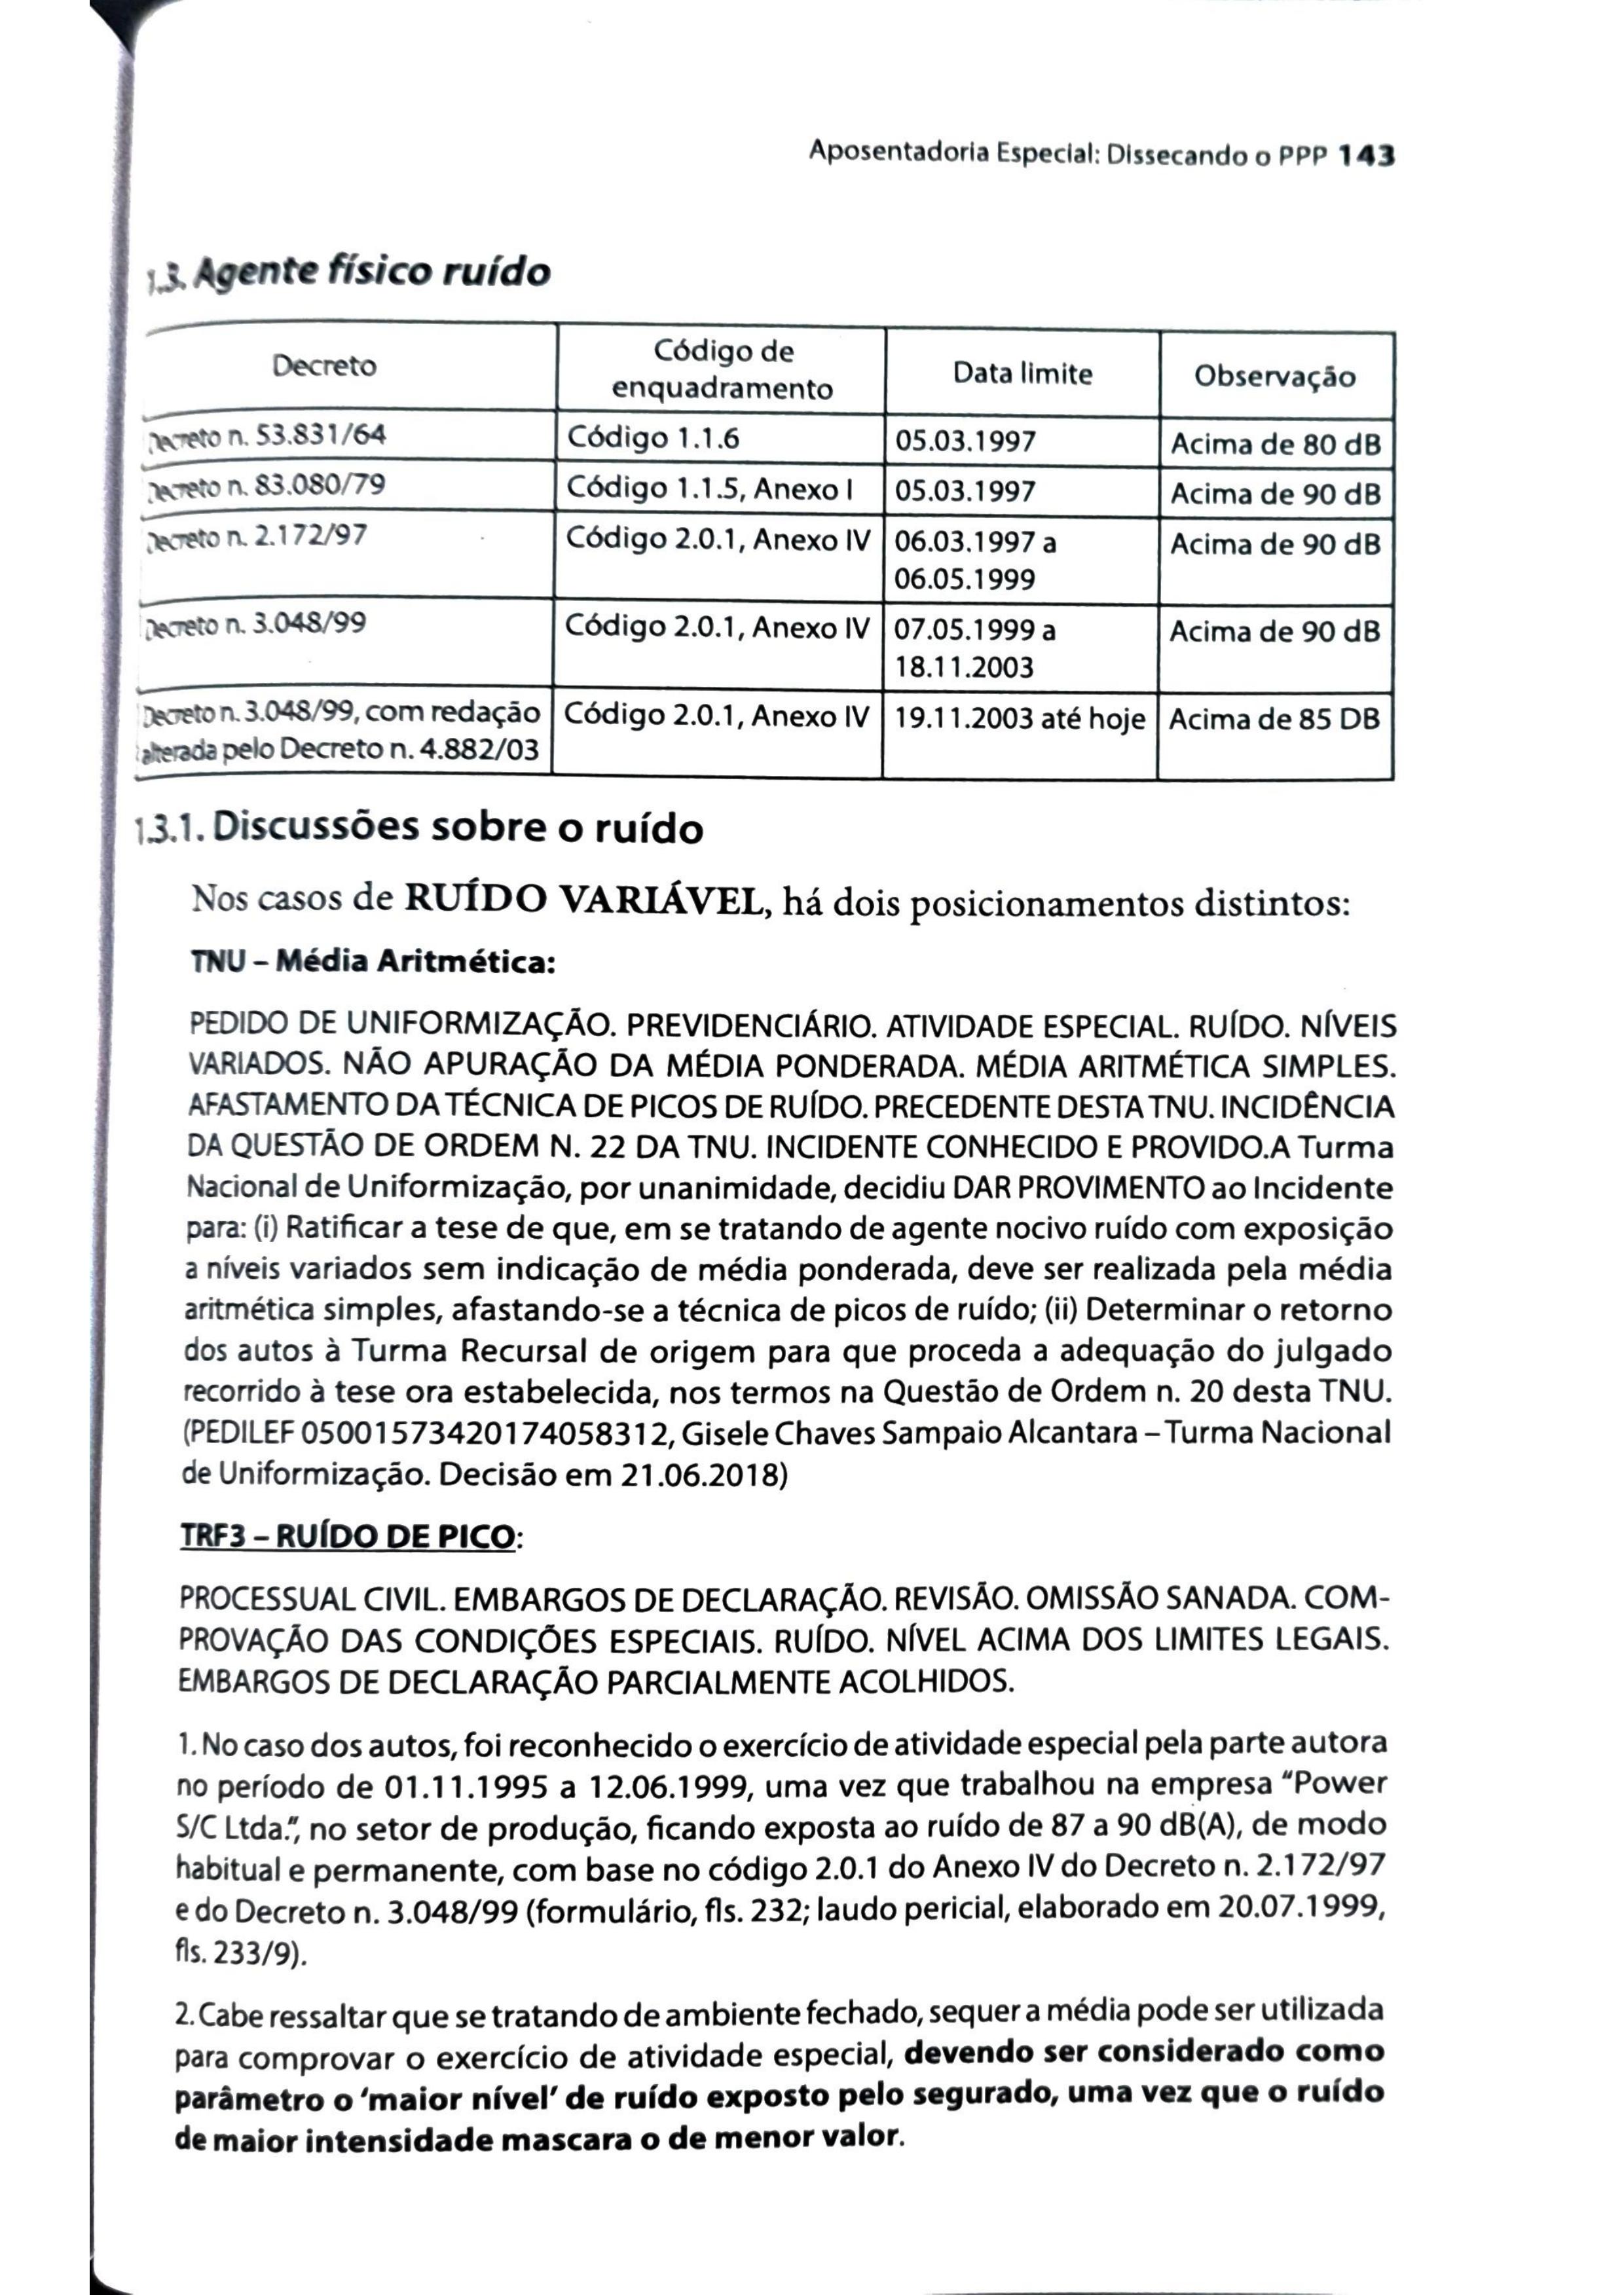 Aposentadoria Especial: Dissecando o PPP 143
1.3. Agente físico ruído
Decreto
Código de
enquadramento
Data limite
Observação
Decreto n. 53.831/64
Código 1.1.6
05.03.1997
Acima de 80 dB
Decreto n. 83.080/79
Código 1.1.5, Anexo I
05.03.1997
Acima de 90 dB
Decreto n. 2.172/97
Código 2.0.1, Anexo IV
06.03.1997 a
06.05.1999
Acima de 90 dB
Decreto n. 3.048/99
Código 2.0.1, Anexo IV
07.05.1999 a
18.11.2003
Acima de 90 dB
Decreto n. 3.048/99, com redação
alterada pelo Decreto n. 4.882/03
Código 2.0.1, Anexo IV
19.11.2003 até hoje
Acima de 85 DB
1.3.1. Discussões sobre o ruído
Nos casos de RUÍDO VARIÁVEL, há dois posicionamentos distintos:
TNU – Média Aritmética:
PEDIDO DE UNIFORMIZAÇÃO. PREVIDENCIÁRIO. ATIVIDADE ESPECIAL. RUÍDO. NÍVEIS
VARIADOS. NÃO APURAÇÃO DA MÉDIA PONDERADA. MÉDIA ARITMÉTICA SIMPLES.
AFASTAMENTO DA TÉCNICA DE PICOS DE RUÍDO. PRECEDENTE DESTA TNU. INCIDÊNCIA
DA QUESTÃO DE ORDEM N. 22 DA TNU. INCIDENTE CONHECIDO E PROVIDO.A Turma
Nacional de Uniformização, por unanimidade, decidiu DAR PROVIMENTO ao Incidente
para: (i) Ratificar a tese de que, em se tratando de agente nocivo ruído com exposição
a níveis variados sem indicação de média ponderada, deve ser realizada pela média
aritmética simples, afastando-se a técnica de picos de ruído; (ii) Determinar o retorno
dos autos à Turma Recursal de origem para que proceda a adequação do julgado
recorrido à tese ora estabelecida, nos termos na Questão de Ordem n. 20 desta TNU.
(PEDILEF 05001573420174058312, Gisele Chaves Sampaio Alcantara – Turma Nacional
de Uniformização. Decisão em 21.06.2018)
TRF3 – RUÍDO DE PICO:
PROCESSUAL CIVIL. EMBARGOS DE DECLARAÇÃO. REVISÃO. OMISSÃO SANADA. COM-
PROVAÇÃO DAS CONDIÇÕES ESPECIAIS. RUÍDO. NÍVEL ACIMA DOS LIMITES LEGAIS.
EMBARGOS DE DECLARAÇÃO PARCIALMENTE ACOLHIDOS.
1. No caso dos autos, foi reconhecido o exercício de atividade especial pela parte autora
no período de 01.11.1995 a 12.06.1999, uma vez que trabalhou na empresa “Power
S/C Ltda.”, no setor de produção, ficando exposta ao ruído de 87 a 90 dB(A), de modo
habitual e permanente, com base no código 2.0.1 do Anexo IV do Decreto n. 2.172/97
e do Decreto n. 3.048/99 (formulário, fls. 232; laudo pericial, elaborado em 20.07.1999,
fls. 233/9).
2. Cabe ressaltar que se tratando de ambiente fechado, sequer a média pode ser utilizada
para comprovar o exercício de atividade especial, devendo ser considerado como
parâmetro o ‘maior nível’ de ruído exposto pelo segurado, uma vez que o ruído
de maior intensidade mascara o de menor valor.